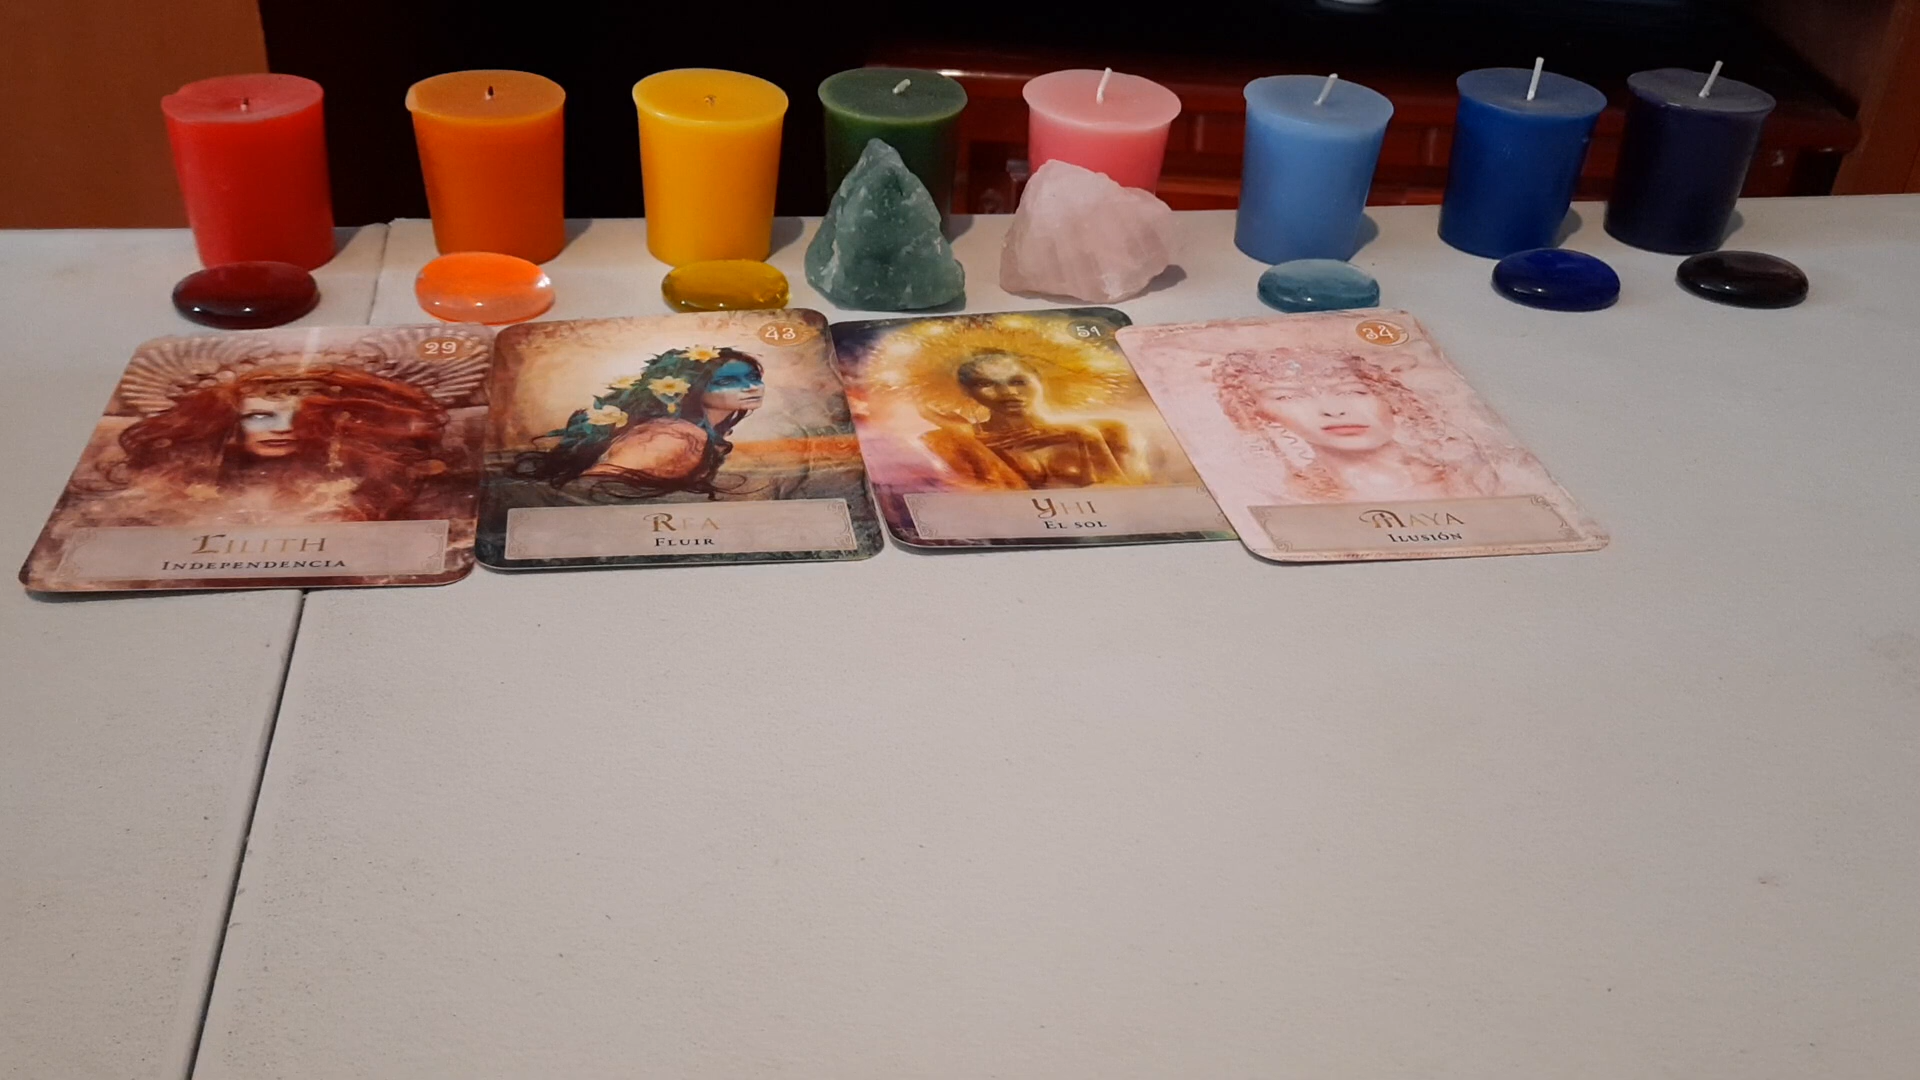 29
LILITH
INDEPENDENCIA
43
REA
FLUIR
51
YHI
EL SOL
34
MAYA
ILUSIÓN